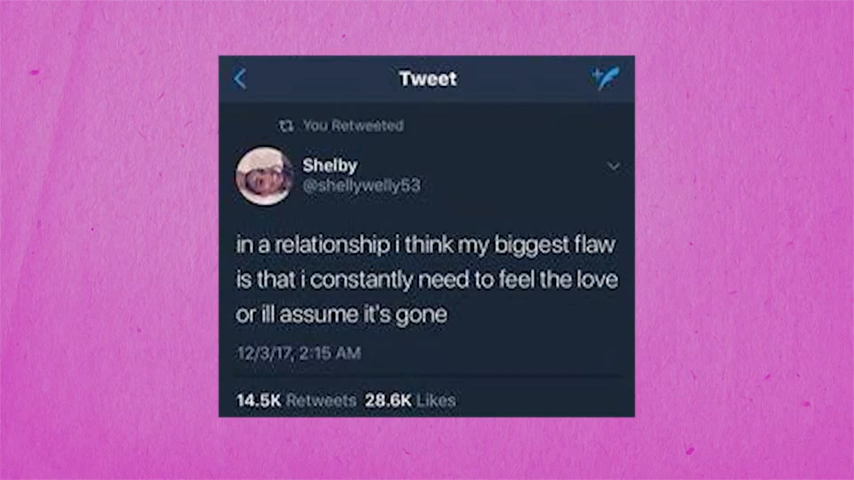 Tweet
You Retweeted
Shelby
@shellywelly53
in a relationship i think my biggest flaw
is that i constantly need to feel the love
or ill assume it's gone
12/3/17, 2:15 AM
14.5K Retweets 28.6K Likes